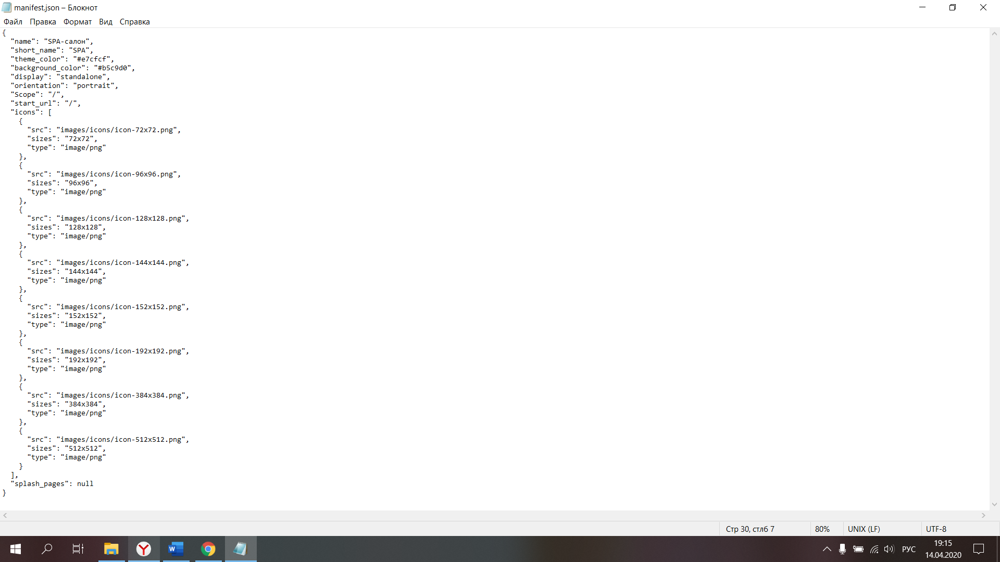 manifest.json – Блокнот
Файл Правка Формат Вид Справка
{
  "name": "SPA-салон",
  "short_name": "SPA",
  "theme_color": "#e7cfcf",
  "background_color": "#b5c9d0",
  "display": "standalone",
  "orientation": "portrait",
  "Scope": "/",
  "start_url": "/",
  "icons": [
    {
      "src": "images/icons/icon-72x72.png",
      "sizes": "72x72",
      "type": "image/png"
    },
    {
      "src": "images/icons/icon-96x96.png",
      "sizes": "96x96",
      "type": "image/png"
    },
    {
      "src": "images/icons/icon-128x128.png",
      "sizes": "128x128",
      "type": "image/png"
    },
    {
      "src": "images/icons/icon-144x144.png",
      "sizes": "144x144",
      "type": "image/png"
    },
    {
      "src": "images/icons/icon-152x152.png",
      "sizes": "152x152",
      "type": "image/png"
    },
    {
      "src": "images/icons/icon-192x192.png",
      "sizes": "192x192",
      "type": "image/png"
    },
    {
      "src": "images/icons/icon-384x384.png",
      "sizes": "384x384",
      "type": "image/png"
    },
    {
      "src": "images/icons/icon-512x512.png",
      "sizes": "512x512",
      "type": "image/png"
    }
  ],
  "splash_pages": null
}
Стр 30, стлб 7 80% UNIX (LF) UTF-8
РУС
19:15
14.04.2020